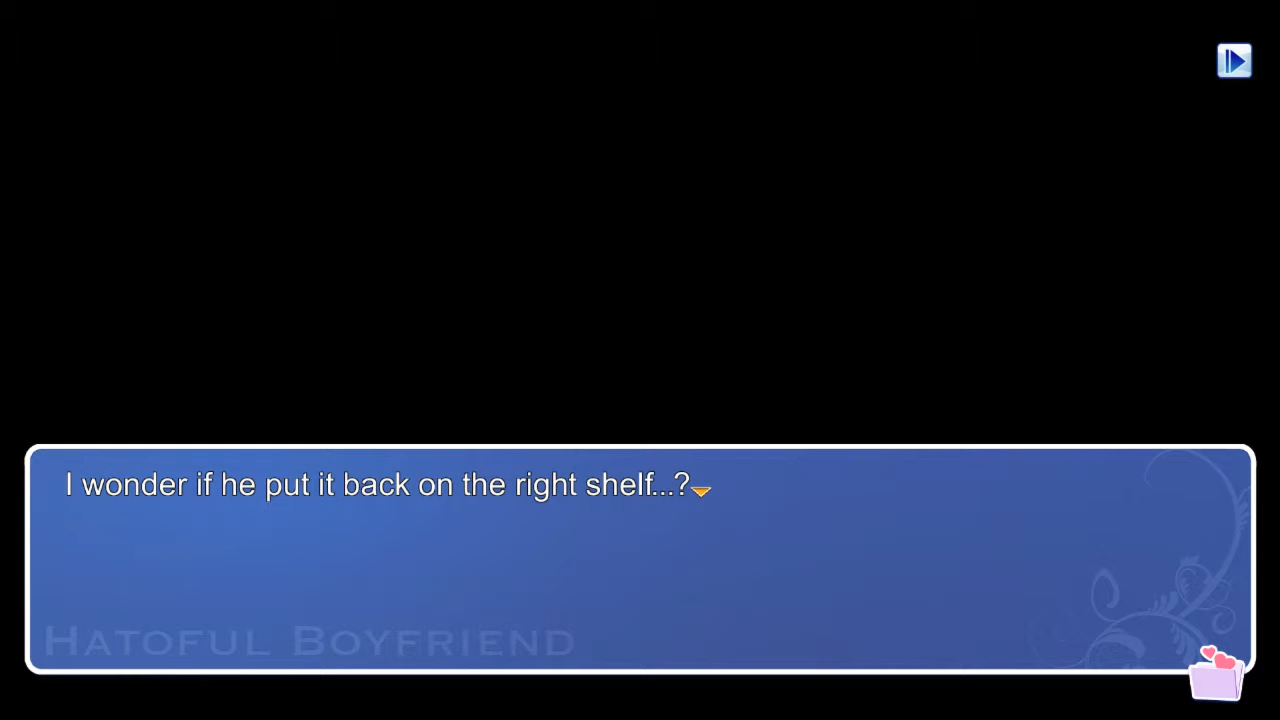 I wonder if he put it back on the right shelf...?
HATOFUL BOYFRIEND